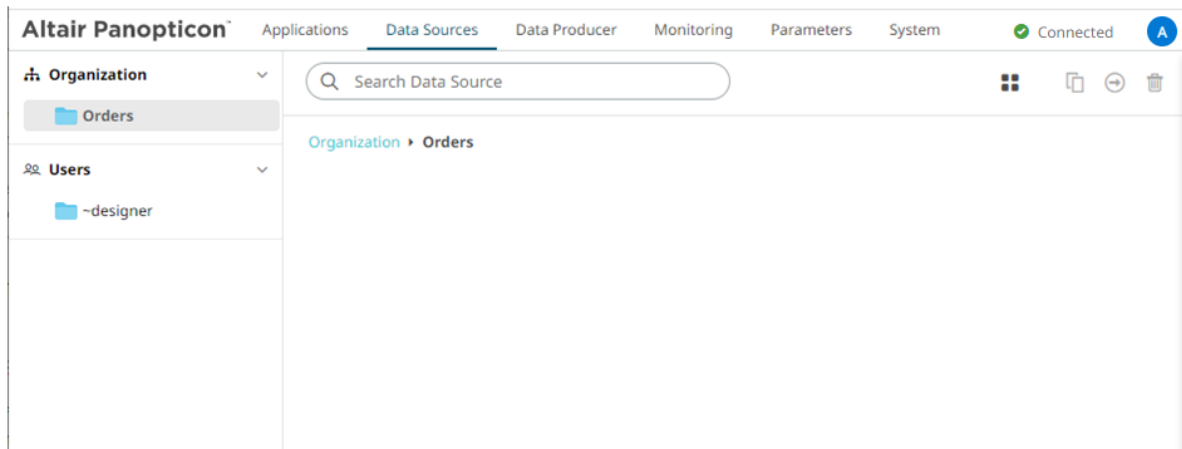 Altair Panopticon™ Applications Data Sources Data Producer Monitoring Parameters System Connected A
Organization
Search Data Source
Orders
Organization ▸ Orders
Users
~designer